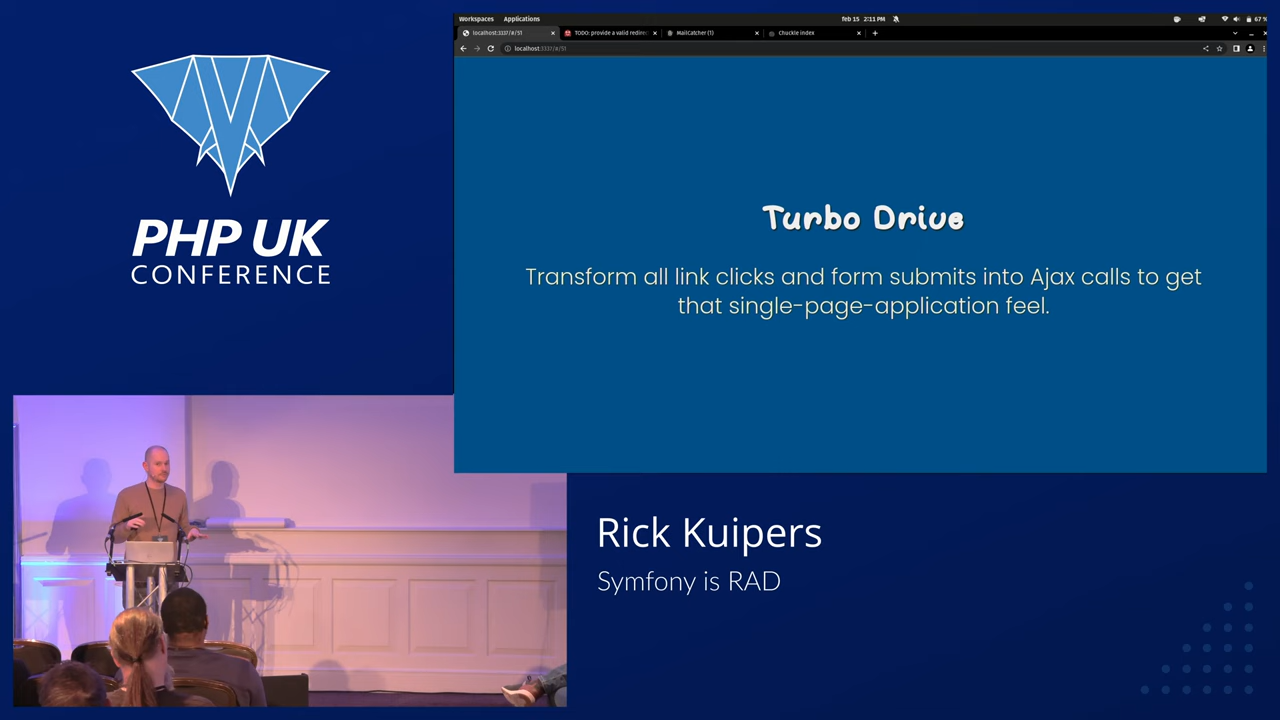 PHP UK
CONFERENCE
Workspaces Applications
feb 15 2:11 PM
67 %
localhost:3337/#/51
TODO: provide a valid redirec
MailCatcher (1)
Chuckle index
localhost:3337/#/51
Turbo Drive
Transform all link clicks and form submits into Ajax calls to get
that single-page-application feel.
Rick Kuipers
Symfony is RAD